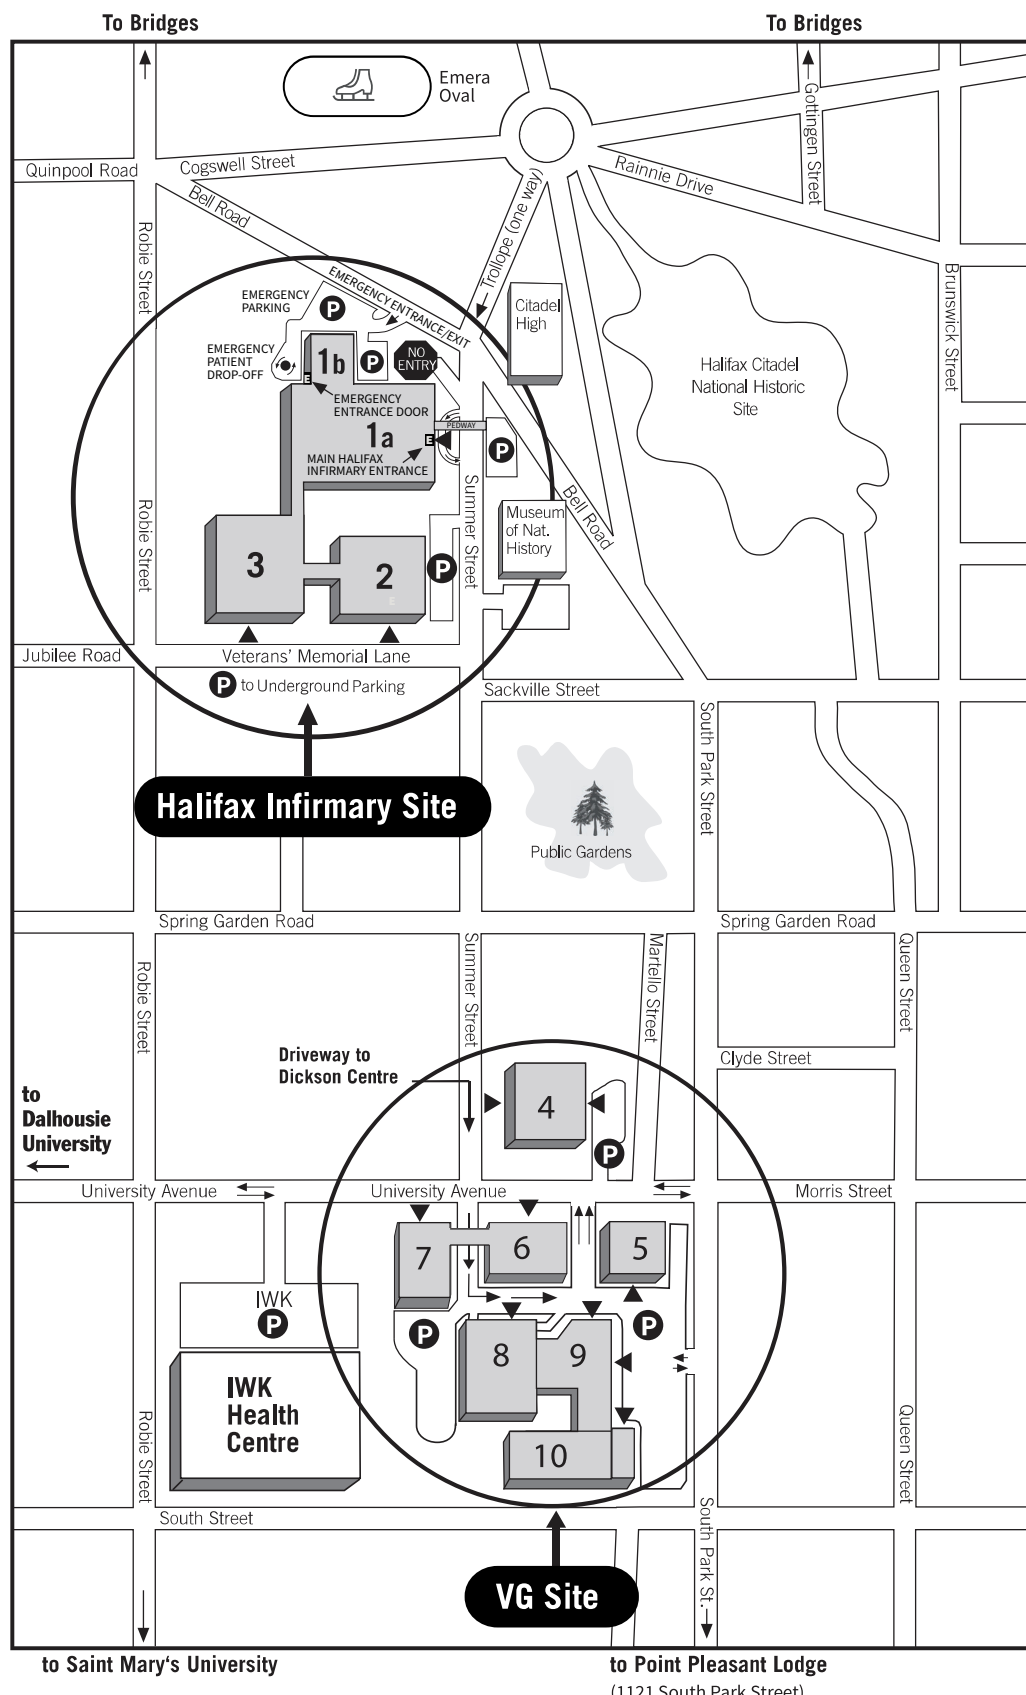 To Bridges
To Bridges
Emera
Oval
Gottingen Street
Quinpool Road
Cogswell Street
Rainnie Drive
Bell Road
Trollope (one way)
Robie Street
Brunswick Street
EMERGENCY
PARKING
P
EMERGENCY ENTRANCE/EXIT
Citadel
High
EMERGENCY
PATIENT
DROP-OFF
1b
P
NO
ENTRY
Halifax Citadel
National Historic
Site
E
EMERGENCY
ENTRANCE DOOR
1a
PEDWAY
E
P
MAIN HALIFAX
INFIRMARY ENTRANCE
Summer Street
Bell Road
Robie Street
Museum
of Nat.
History
3
2
E
P
Jubilee Road
Veterans' Memorial Lane
P to Underground Parking
Sackville Street
South Park Street
Halifax Infirmary Site
Public Gardens
Spring Garden Road
Spring Garden Road
Robie Street
Summer Street
Martello Street
Queen Street
Driveway to
Dickson Centre
Clyde Street
to
Dalhousie
University
4
P
University Avenue
University Avenue
Morris Street
7
6
5
IWK
P
P
P
8
9
IWK
Health
Centre
10
Robie Street
Queen Street
South Street
South Park St.
VG Site
to Saint Mary's University
to Point Pleasant Lodge
(1121 South Park Street)